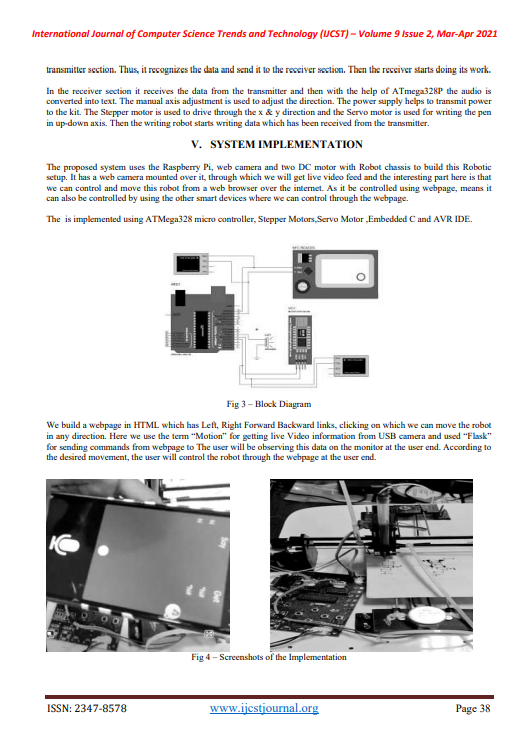 International Journal of Computer Science Trends and Technology (IJCST) – Volume 9 Issue 2, Mar-Apr 2021
transmitter section. Thus, it recognizes the data and send it to the receiver section. Then the receiver starts doing its work.
In the receiver section it receives the data from the transmitter and then with the help of ATmega328P the audio is
converted into text. The manual axis adjustment is used to adjust the direction. The power supply helps to transmit power
to the kit. The Stepper motor is used to drive through the x & y direction and the Servo motor is used for writing the pen
in up-down axis. Then the writing robot starts writing data which has been received from the transmitter.
V. SYSTEM IMPLEMENTATION
The proposed system uses the Raspberry Pi, web camera and two DC motor with Robot chassis to build this Robotic
setup. It has a web camera mounted over it, through which we will get live video feed and the interesting part here is that
we can control and move this robot from a web browser over the internet. As it be controlled using webpage, means it
can also be controlled by using the other smart devices where we can control through the webpage.
The is implemented using ATMega328 micro controller, Stepper Motors,Servo Motor ,Embedded C and AVR IDE.
Fig 3 – Block Diagram
We build a webpage in HTML which has Left, Right Forward Backward links, clicking on which we can move the robot
in any direction. Here we use the term “Motion” for getting live Video information from USB camera and used “Flask”
for sending commands from webpage to The user will be observing this data on the monitor at the user end. According to
the desired movement, the user will control the robot through the webpage at the user end.
Say
Get
Fig 4 – Screenshots of the Implementation
ISSN: 2347-8578 www.ijcstjournal.org Page 38